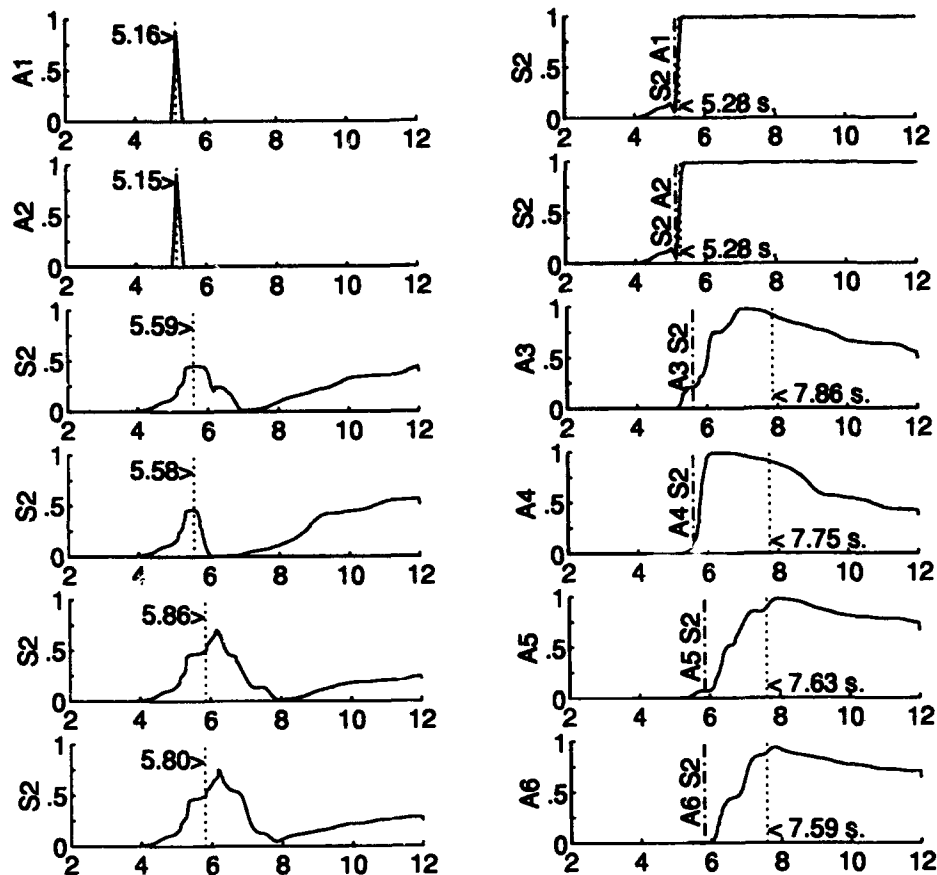 1
.5
0
A1
5.16>
2 4 6 8 10 12
1
.5
0
S2
S2 A1
< 5.28 s.
2 4 6 8 10 12
1
.5
0
A2
5.15>
2 4 6 8 10 12
1
.5
0
S2
S2 A2
< 5.28 s.
2 4 6 8 10 12
1
.5
0
S2
5.59>
2 4 6 8 10 12
1
.5
0
A3
A3 S2
< 7.86 s.
2 4 6 8 10 12
1
.5
0
S2
5.58>
2 4 6 8 10 12
1
.5
0
A4
A4 S2
< 7.75 s.
2 4 6 8 10 12
1
.5
0
S2
5.86>
2 4 6 8 10 12
1
.5
0
A5
A5 S2
< 7.63 s.
2 4 6 8 10 12
1
.5
0
S2
5.80>
2 4 6 8 10 12
1
.5
0
A6
A6 S2
< 7.59 s.
2 4 6 8 10 12